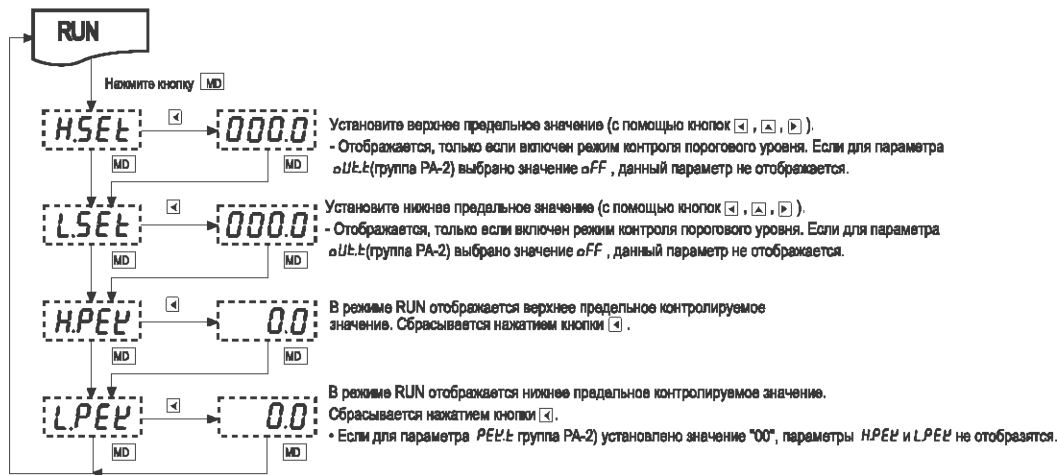 RUN
Нажмите кнопку MD
H.SEt ◄ 000.0 Установите верхнее предельное значение (с помощью кнопок ◄ , ▲ , ► ).
- Отображается, только если включен режим контроля порогового уровня. Если для параметра
MD MD oUt.t(группа PA-2) выбрано значение oFF , данный параметр не отображается.
L.SEt ◄ 000.0 Установите нижнее предельное значение (с помощью кнопок ◄ , ▲ , ► ).
- Отображается, только если включен режим контроля порогового уровня. Если для параметра
MD MD oUt.t(группа PA-2) выбрано значение oFF , данный параметр не отображается.
H.PEK ◄ 0.0 В режиме RUN отображается верхнее предельное контролируемое
значение. Сбрасывается нажатием кнопки ◄ .
MD MD
L.PEK ◄ 0.0 В режиме RUN отображается нижнее предельное контролируемое значение.
Сбрасывается нажатием кнопки ◄.
MD MD • Если для параметра PEK.t группа PA-2) установлено значение "00", параметры H.PEK и L.PEK не отобразятся.